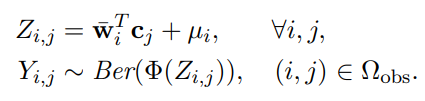 Z_{i,j} = \bar{\mathbf{w}}_i^T \mathbf{c}_j + \mu_i, \quad \forall i, j,
Y_{i,j} \sim Ber(\Phi(Z_{i,j})), \quad (i, j) \in \Omega_{\text{obs}}.